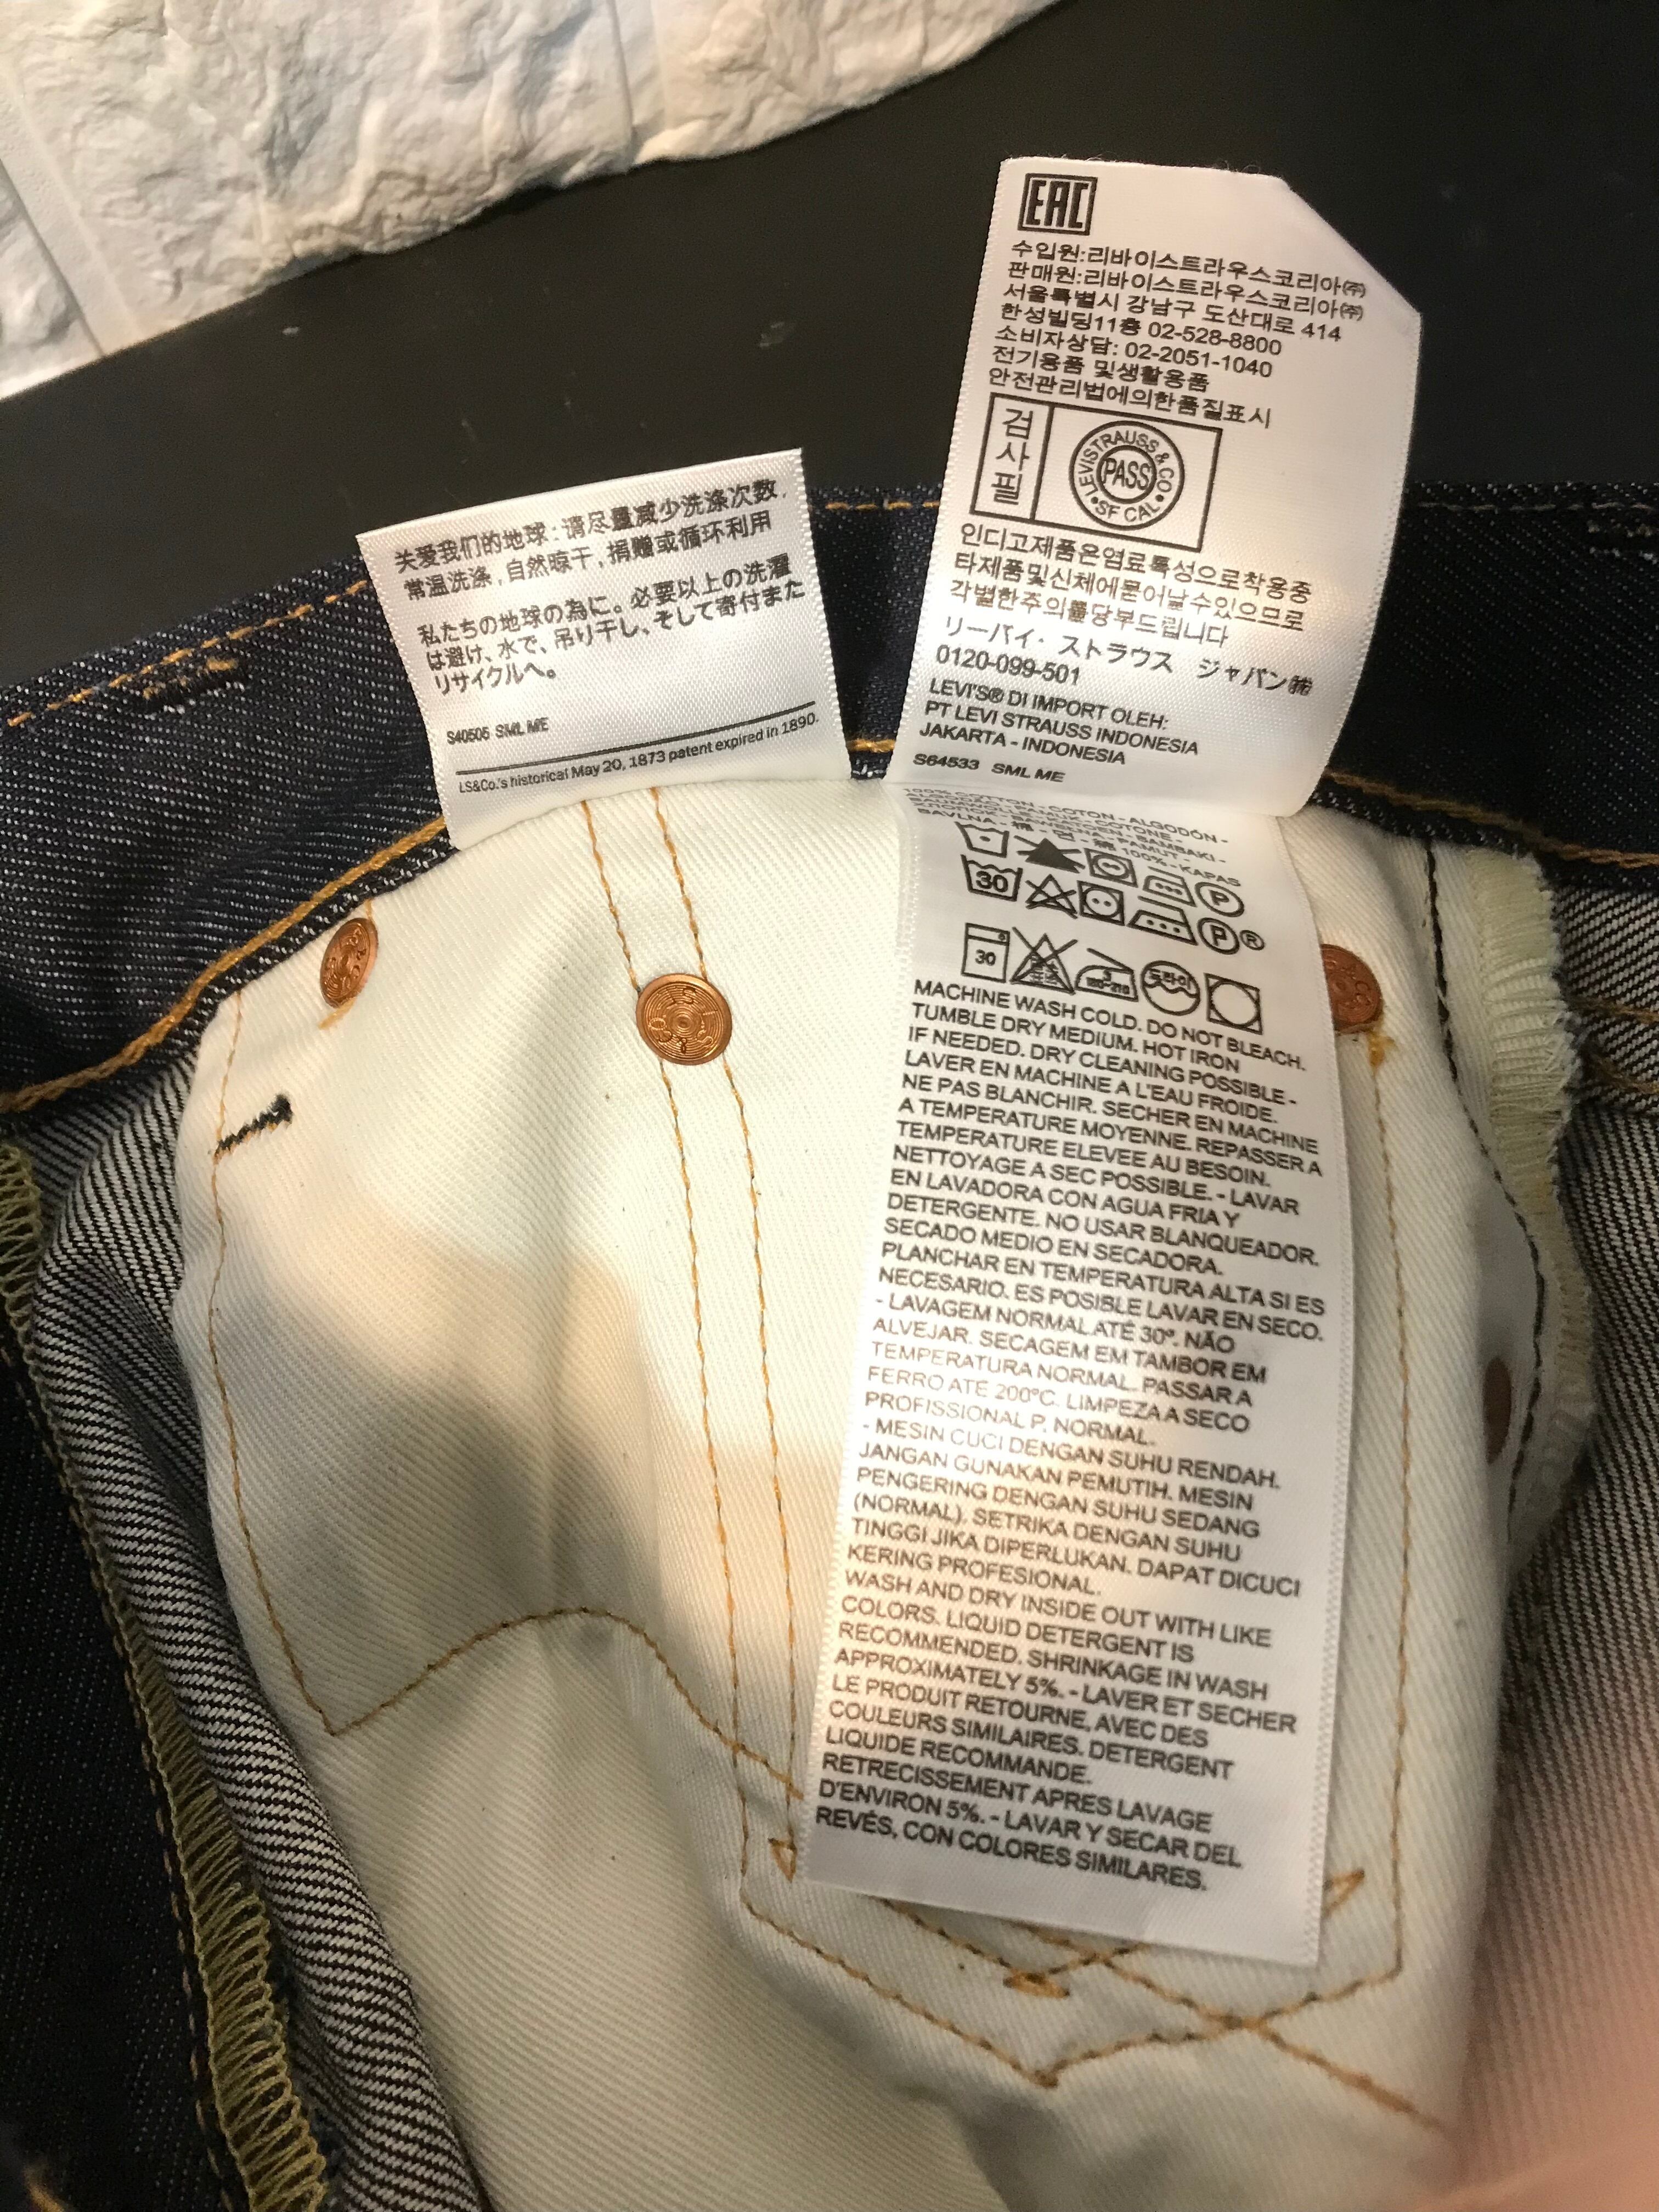 关爱我们的地球：请尽量减少洗涤次数，
常温洗涤，自然晾干，捐赠或循环利用
私たちの地球の為に。必要以上の洗濯
は避け、水で、吊り干し、そして寄付また
リサイクルへ。
S40505 SML ME
LS&Co.'s historical May 20, 1873 patent expired in 1890.
EAC
수입원:리바이스트라우스코리아㈜
판매원:리바이스트라우스코리아㈜
서울특별시 강남구 도산대로 414
한성빌딩11층 02-528-8800
소비자상담: 02-2051-1040
전기용품 및생활용품
안전관리법에의한품질표시
검사필
LEVI STRAUSS & CO
PASS
SF CAL
인디고제품은염료특성으로착용중
타제품및신체에묻어날수있으므로
각별한주의를당부드립니다
リーバイ・ ストラウス ジャパン㈱
0120-099-501
LEVI'S® DI IMPORT OLEH:
PT LEVI STRAUSS INDONESIA
JAKARTA - INDONESIA
S64533 SML ME
100% COTTON - COTON - ALGODÓN -
BAVLNA - 棉 - 면 - 綿 100% - KAPAS
P
30
P®
30
드라이
MACHINE WASH COLD. DO NOT BLEACH.
TUMBLE DRY MEDIUM. HOT IRON
IF NEEDED. DRY CLEANING POSSIBLE -
LAVER EN MACHINE A L'EAU FROIDE.
NE PAS BLANCHIR. SECHER EN MACHINE
A TEMPERATURE MOYENNE. REPASSER A
TEMPERATURE ELEVEE AU BESOIN.
NETTOYAGE A SEC POSSIBLE. - LAVAR
EN LAVADORA CON AGUA FRIA Y
DETERGENTE. NO USAR BLANQUEADOR.
SECADO MEDIO EN SECADORA.
PLANCHAR EN TEMPERATURA ALTA SI ES
NECESARIO. ES POSIBLE LAVAR EN SECO.
- LAVAGEM NORMAL ATÉ 30º. NÃO
ALVEJAR. SECAGEM EM TAMBOR EM
TEMPERATURA NORMAL. PASSAR A
FERRO ATÉ 200ºC. LIMPEZA A SECO
PROFISSIONAL P. NORMAL.
- MESIN CUCI DENGAN SUHU RENDAH.
JANGAN GUNAKAN PEMUTIH. MESIN
PENGERING DENGAN SUHU SEDANG
(NORMAL). SETRIKA DENGAN SUHU
TINGGI JIKA DIPERLUKAN. DAPAT DICUCI
KERING PROFESIONAL.
WASH AND DRY INSIDE OUT WITH LIKE
COLORS. LIQUID DETERGENT IS
RECOMMENDED. SHRINKAGE IN WASH
APPROXIMATELY 5%. - LAVER ET SECHER
LE PRODUIT RETOURNE, AVEC DES
COULEURS SIMILAIRES. DETERGENT
LIQUIDE RECOMMANDE.
RETRECISSEMENT APRES LAVAGE
D'ENVIRON 5%. - LAVAR Y SECAR DEL
REVÉS, CON COLORES SIMILARES.